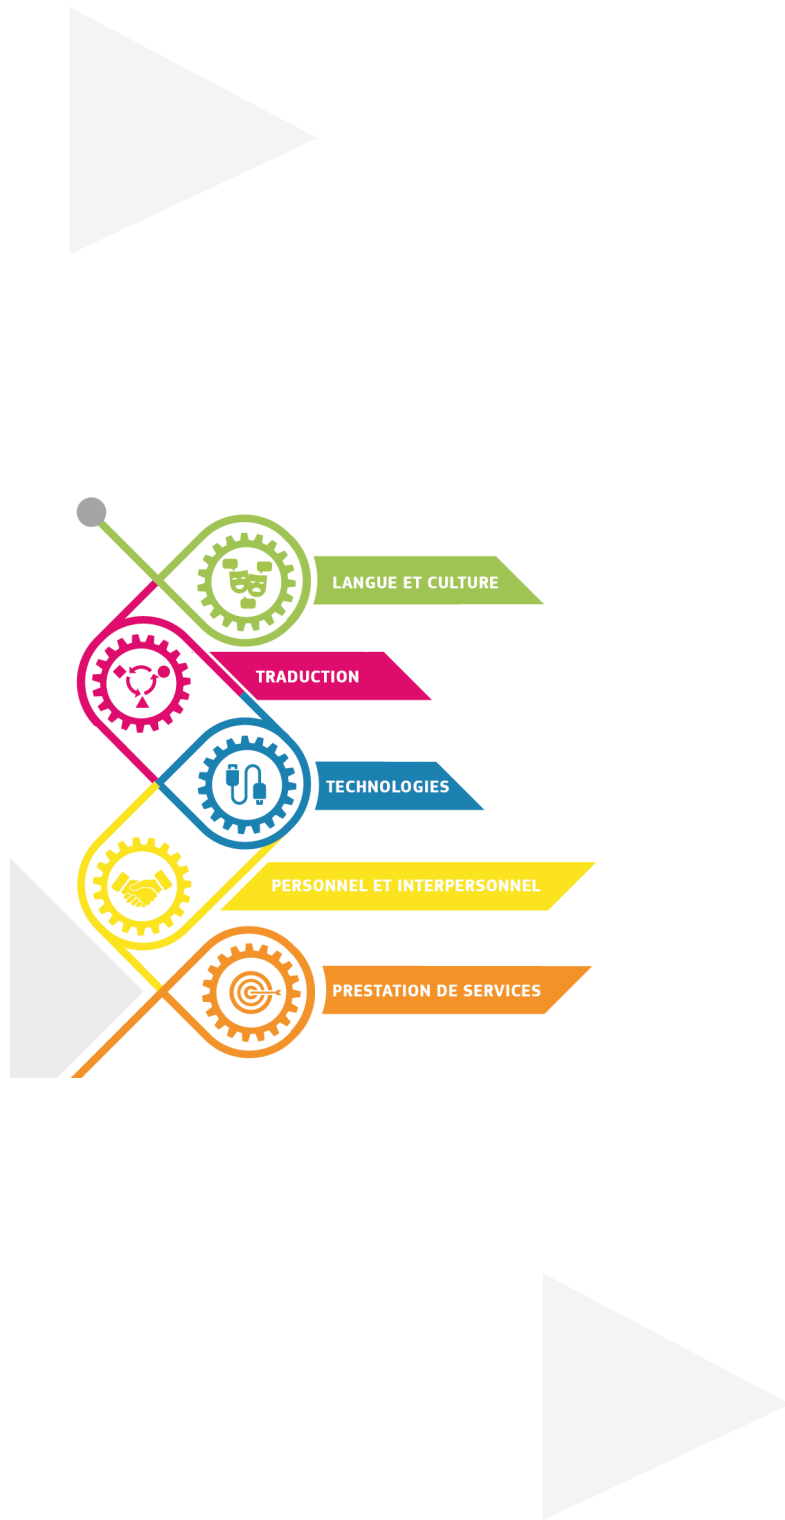 LANGUE ET CULTURE
TRADUCTION
TECHNOLOGIES
PERSONNEL ET INTERPERSONNEL
PRESTATION DE SERVICES